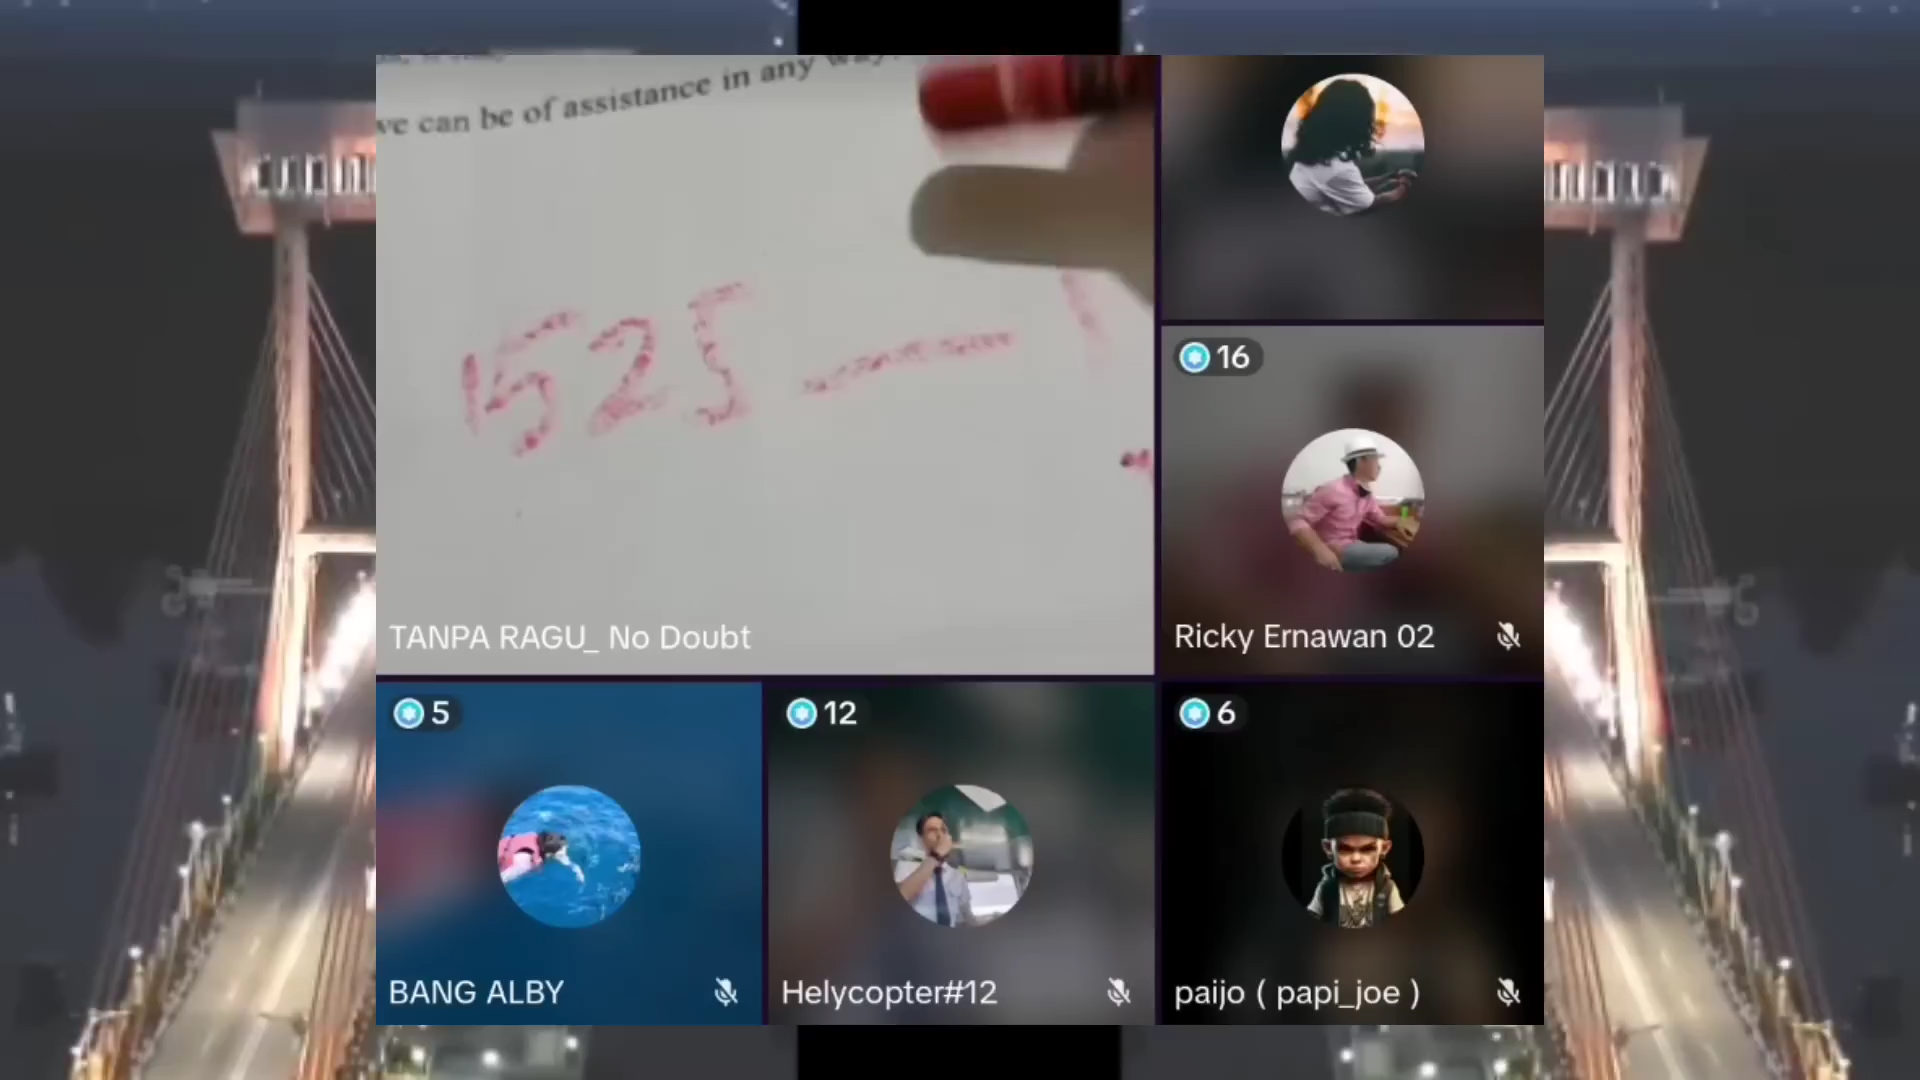 we can be of assistance in any way.
1525 —
TANPA RAGU_ No Doubt
16
Ricky Ernawan 02
5
BANG ALBY
12
Helycopter#12
6
paijo ( papi_joe )